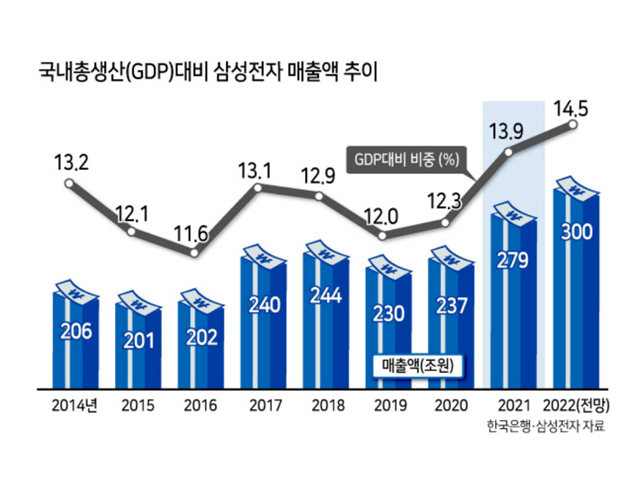 국내총생산(GDP)대비 삼성전자 매출액 추이
14.5
13.9
13.2
13.1
12.9
12.1
11.6
12.0
12.3
GDP대비 비중 (%)
₩ ₩ ₩ ₩ ₩ ₩ ₩ ₩ ₩
206 201 202 240 244 230 237 279 300
매출액(조원)
2014년 2015 2016 2017 2018 2019 2020 2021 2022(전망)
한국은행·삼성전자 자료